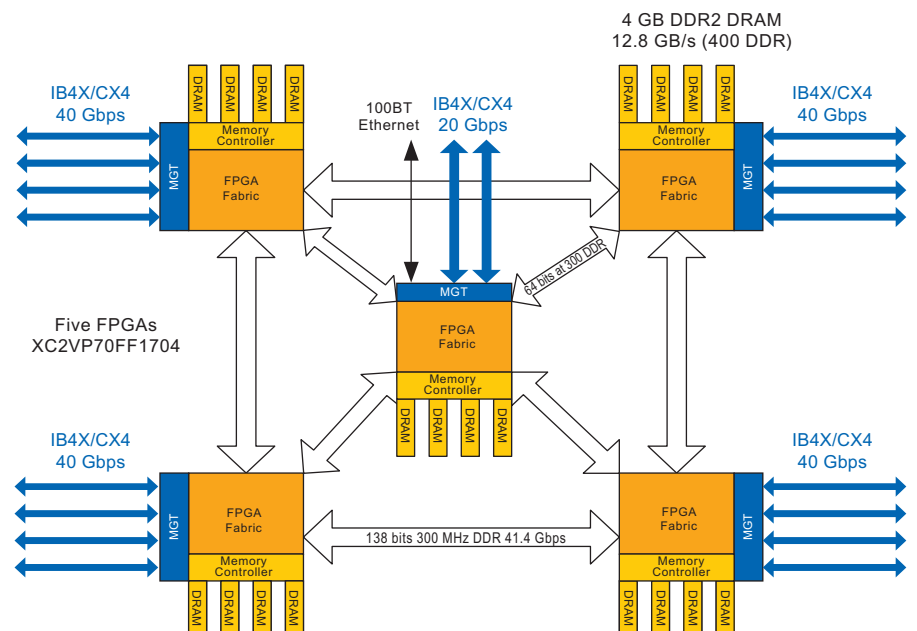 4 GB DDR2 DRAM
12.8 GB/s (400 DDR)
IB4X/CX4
40 Gbps
DRAM
DRAM
DRAM
DRAM
Memory
Controller
MGT
FPGA
Fabric
100BT
Ethernet
IB4X/CX4
20 Gbps
DRAM
DRAM
DRAM
DRAM
Memory
Controller
FPGA
Fabric
MGT
IB4X/CX4
40 Gbps
64 bits at 300 DDR
MGT
FPGA
Fabric
Memory
Controller
DRAM
DRAM
DRAM
DRAM
Five FPGAs
XC2VP70FF1704
IB4X/CX4
40 Gbps
MGT
FPGA
Fabric
Memory
Controller
DRAM
DRAM
DRAM
DRAM
138 bits 300 MHz DDR 41.4 Gbps
FPGA
Fabric
Memory
Controller
MGT
DRAM
DRAM
DRAM
DRAM
IB4X/CX4
40 Gbps